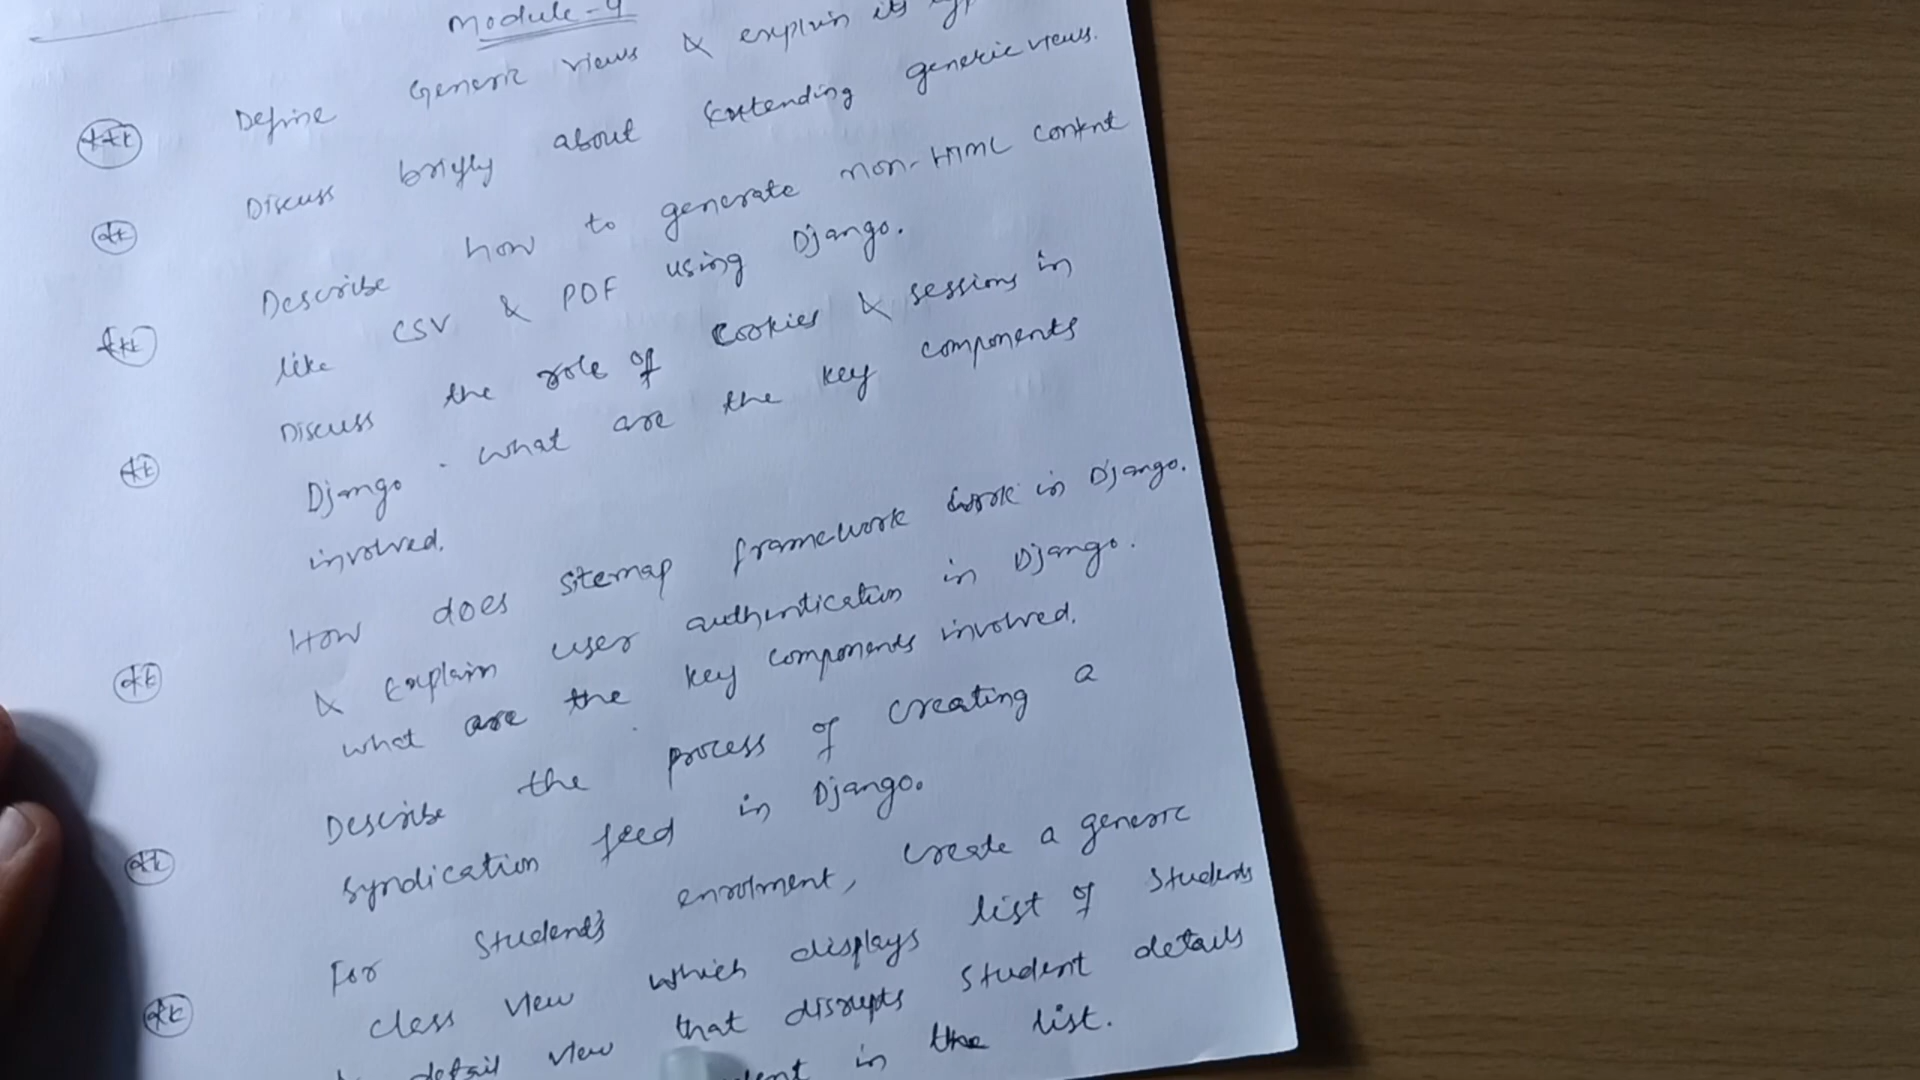 Module-4
*** Define Generic views & explain its
** Discuss briefly about Extending generic views.
*** Describe how to generate non-HTML content
like CSV & PDF using Django.
** Discuss the role of cookies & sessions in
Django. what are the key components
involved.
** How does sitemap framework work in Django.
& Explain user authentication in Django.
what are the key components involved.
** Describe the process of creating a
syndication feed in Django.
** For students enrolment, create a generic
class view which displays list of students
detail view that disrupts student details
in the list.